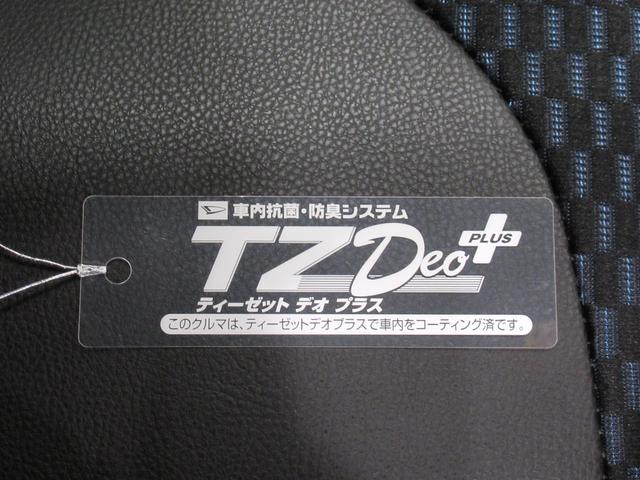 車内抗菌・防臭システム
TZ Deo PLUS
ティーゼット デオ プラス
このクルマは、ティーゼットデオプラスで車内をコーティング済です。